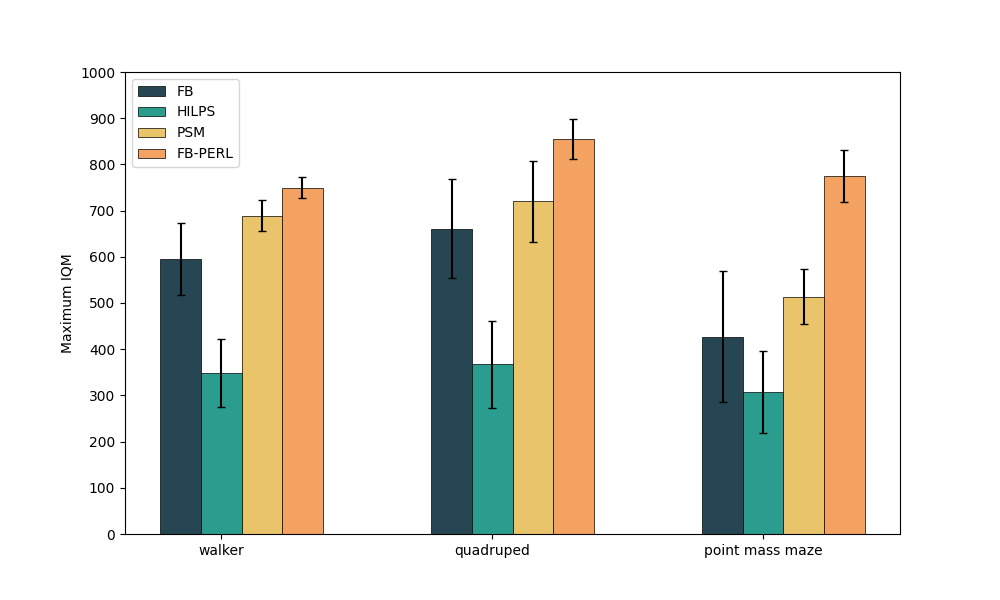 1000
900
800
700
600
500
400
300
200
100
0
Maximum IQM
FB
HILPS
PSM
FB-PERL
walker
quadruped
point mass maze